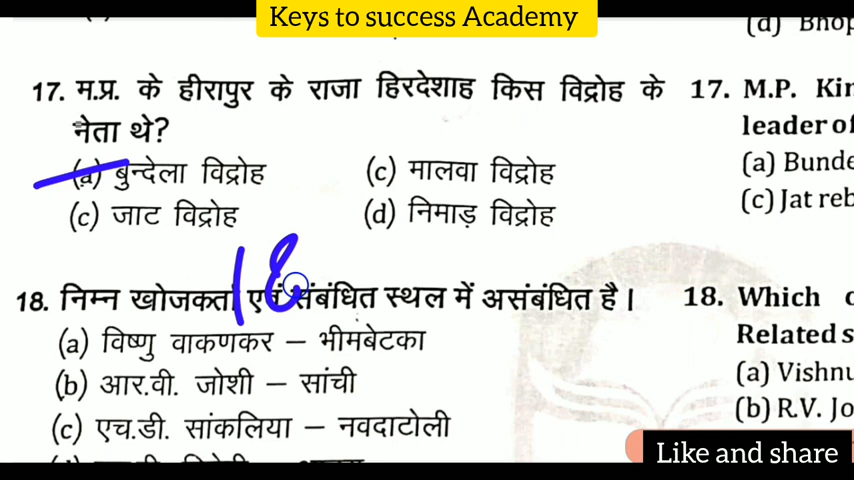 Keys to success Academy
(d) Bhop
17. म.प्र. के हीरापुर के राजा हिरदेशाह किस विद्रोह के
नेता थे?
(a) बुन्देला विद्रोह (c) मालवा विद्रोह
(c) जाट विद्रोह (d) निमाड़ विद्रोह
18. निम्न खोजकर्ता एवं संबंधित स्थल में असंबंधित है।
(a) विष्णु वाकणकर – भीमबेटका
(b) आर.वी. जोशी – सांची
(c) एच.डी. सांकलिया – नवदाटोली
17. M.P. Kin
leader of
(a) Bunde
(c) Jat reb
18. Which
Related s
(a) Vishnu
(b) R.V. Jo
Like and share